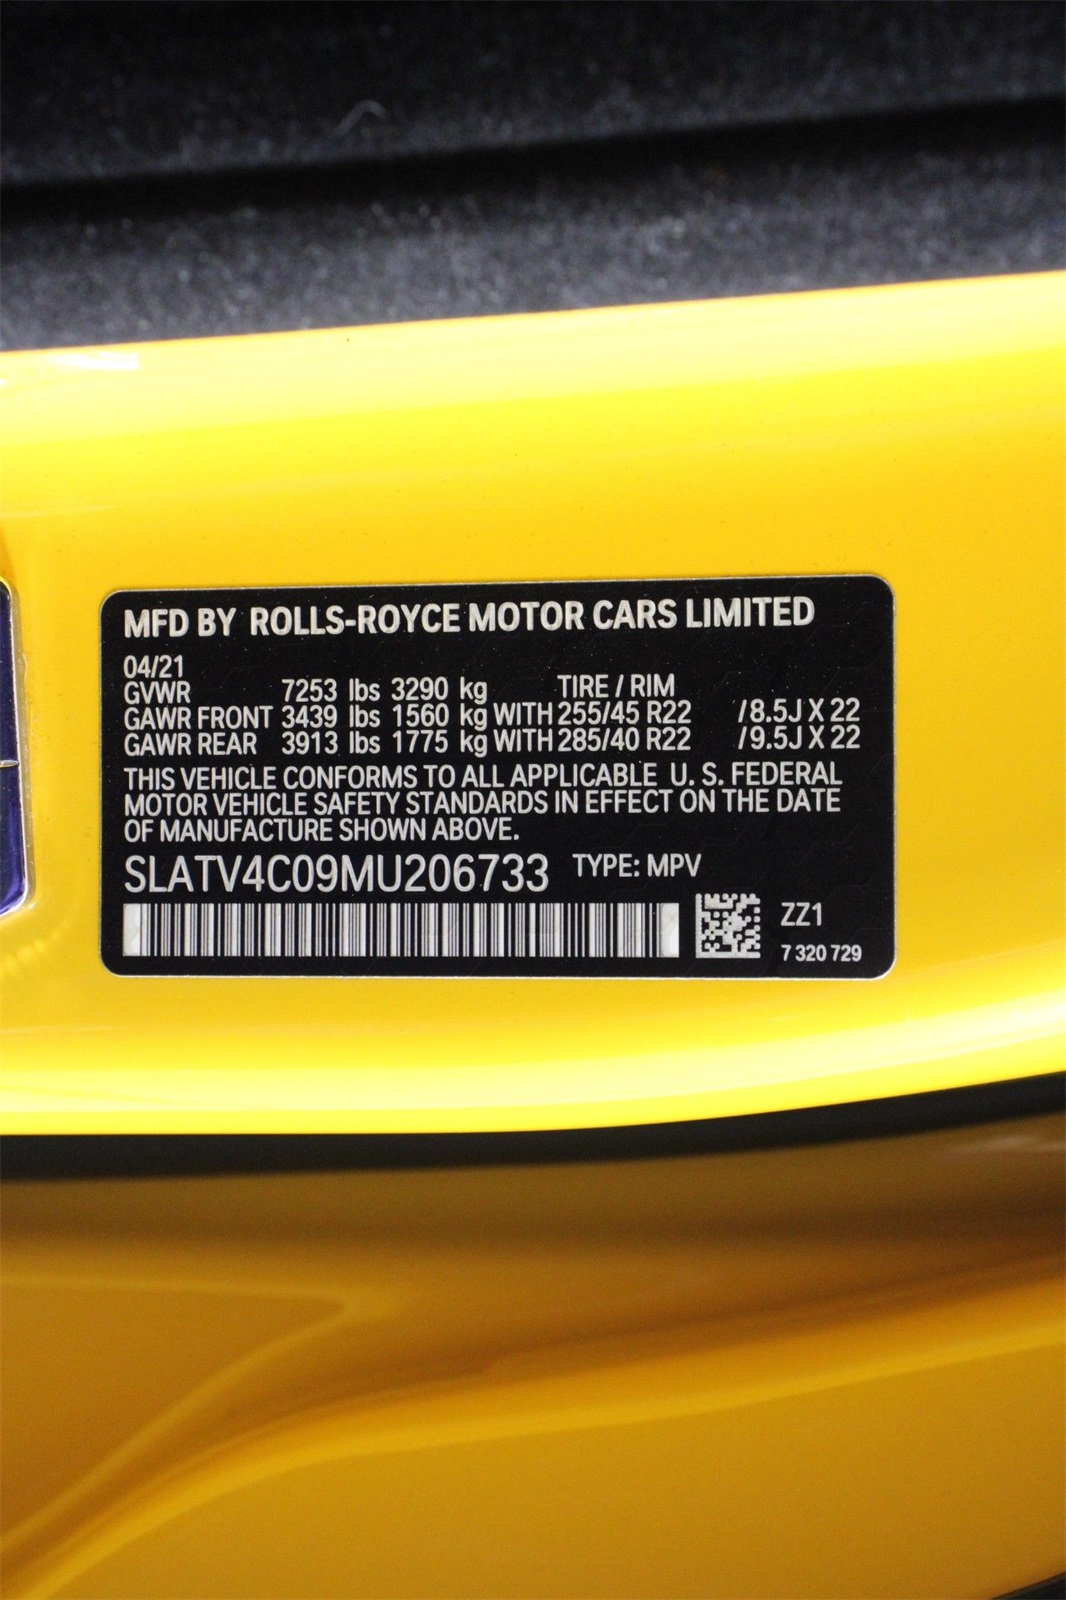 MFD BY ROLLS-ROYCE MOTOR CARS LIMITED
04/21
GVWR 7253 lbs 3290 kg TIRE / RIM
GAWR FRONT 3439 lbs 1560 kg WITH 255/45 R22 /8.5J X 22
GAWR REAR 3913 lbs 1775 kg WITH 285/40 R22 /9.5J X 22
THIS VEHICLE CONFORMS TO ALL APPLICABLE U. S. FEDERAL
MOTOR VEHICLE SAFETY STANDARDS IN EFFECT ON THE DATE
OF MANUFACTURE SHOWN ABOVE.
SLATV4C09MU206733 TYPE: MPV
ZZ1
7 320 729